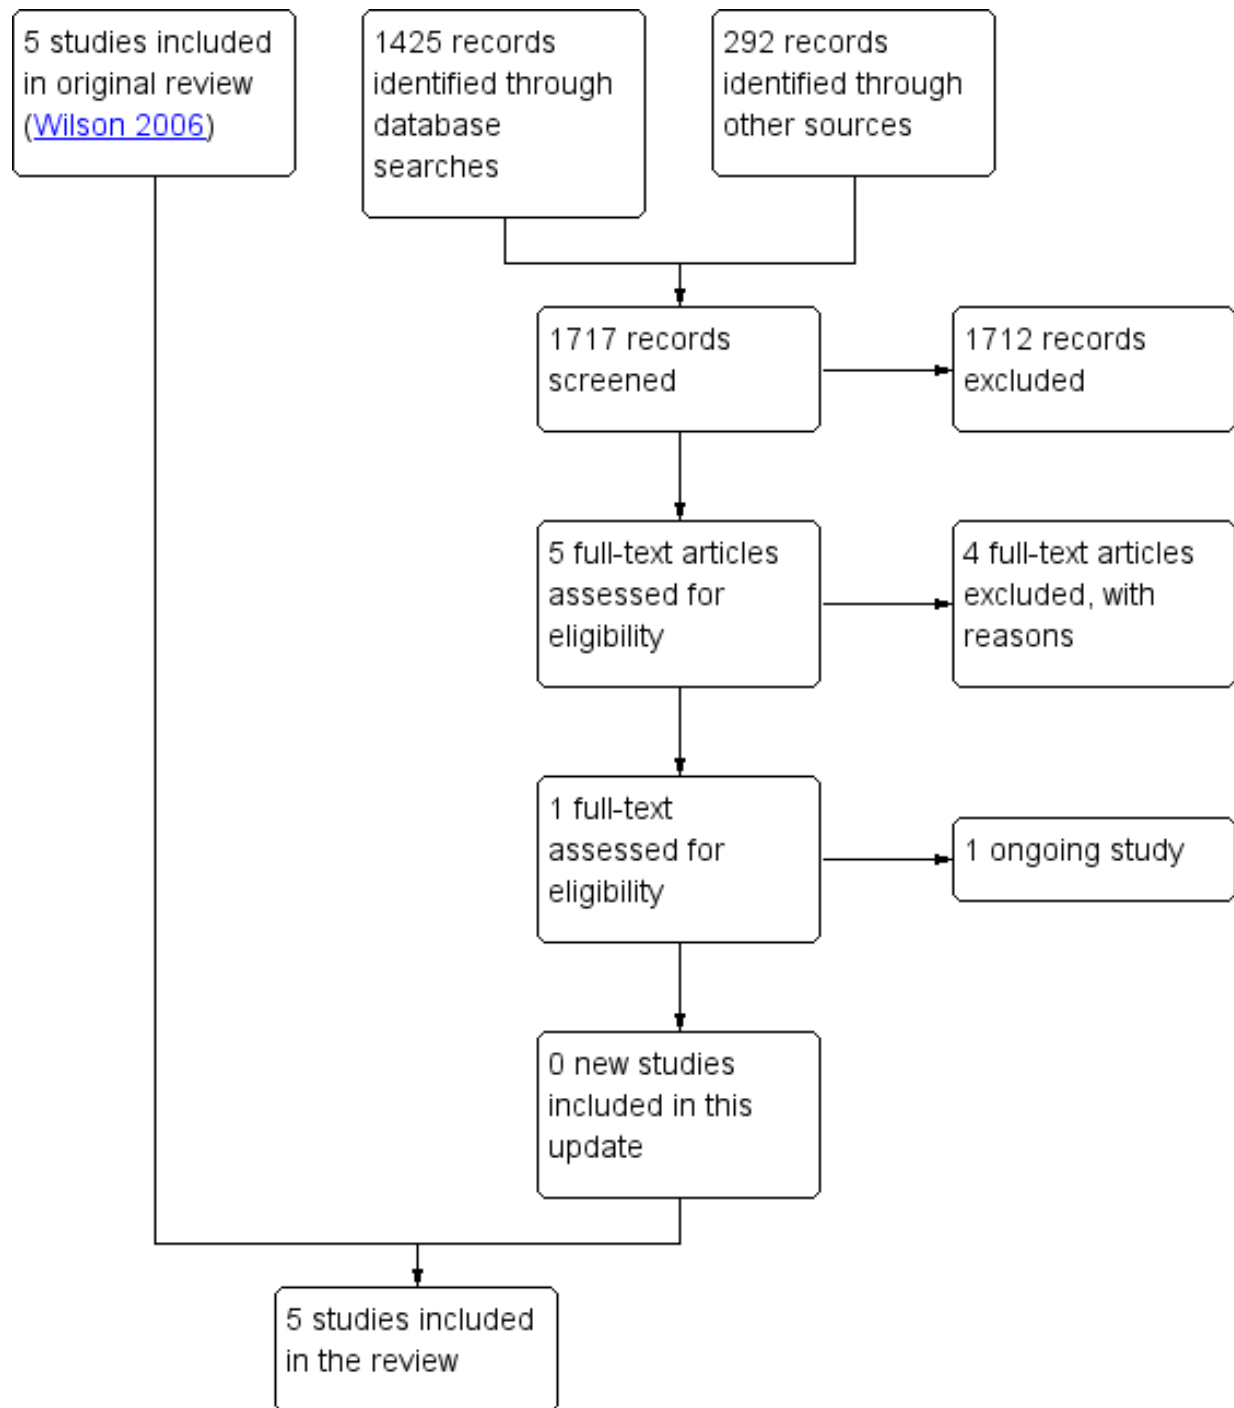 5 studies included
in original review
(Wilson 2006)
1425 records
identified through
database
searches
292 records
identified through
other sources
1717 records
screened
1712 records
excluded
5 full-text articles
assessed for
eligibility
4 full-text articles
excluded, with
reasons
1 full-text
assessed for
eligibility
1 ongoing study
0 new studies
included in this
update
5 studies included
in the review